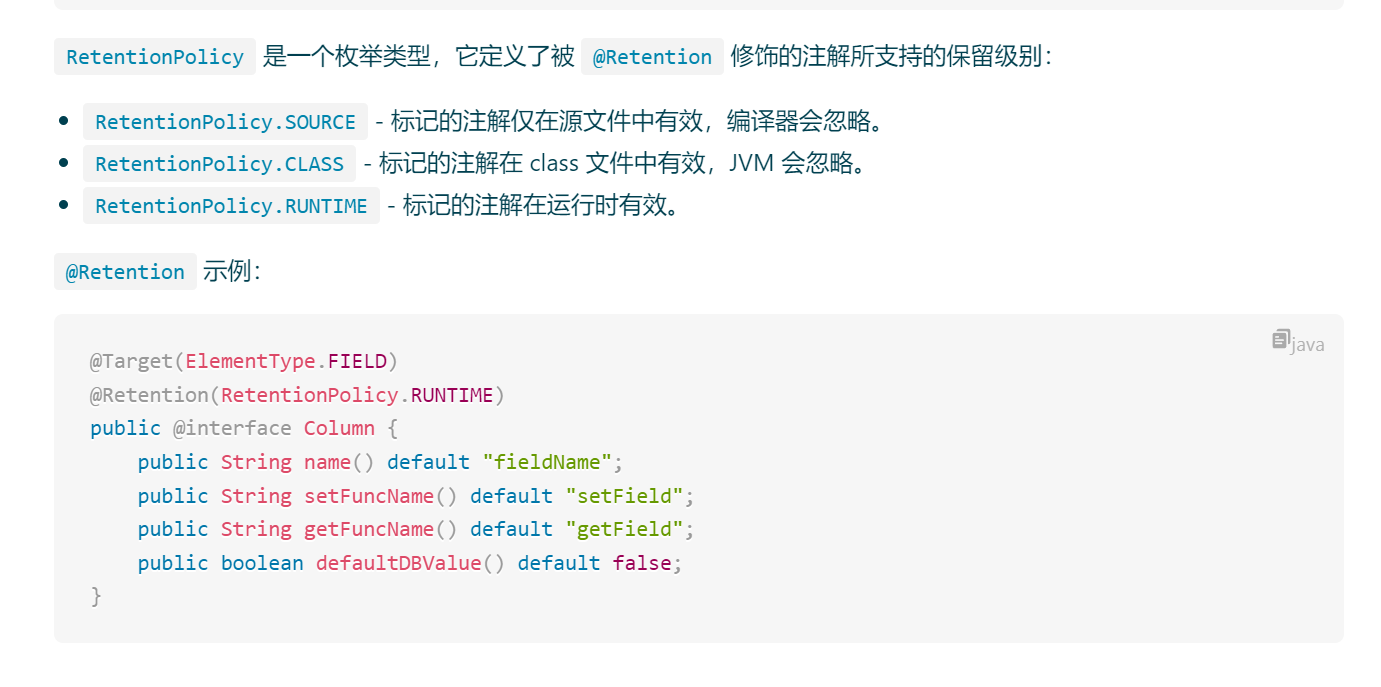 RetentionPolicy 是一个枚举类型，它定义了被 @Retention 修饰的注解所支持的保留级别：
• RetentionPolicy.SOURCE - 标记的注解仅在源文件中有效，编译器会忽略。
• RetentionPolicy.CLASS - 标记的注解在 class 文件中有效，JVM 会忽略。
• RetentionPolicy.RUNTIME - 标记的注解在运行时有效。
@Retention 示例：
java
@Target(ElementType.FIELD)
@Retention(RetentionPolicy.RUNTIME)
public @interface Column {
    public String name() default "fieldName";
    public String setFuncName() default "setField";
    public String getFuncName() default "getField";
    public boolean defaultDBValue() default false;
}